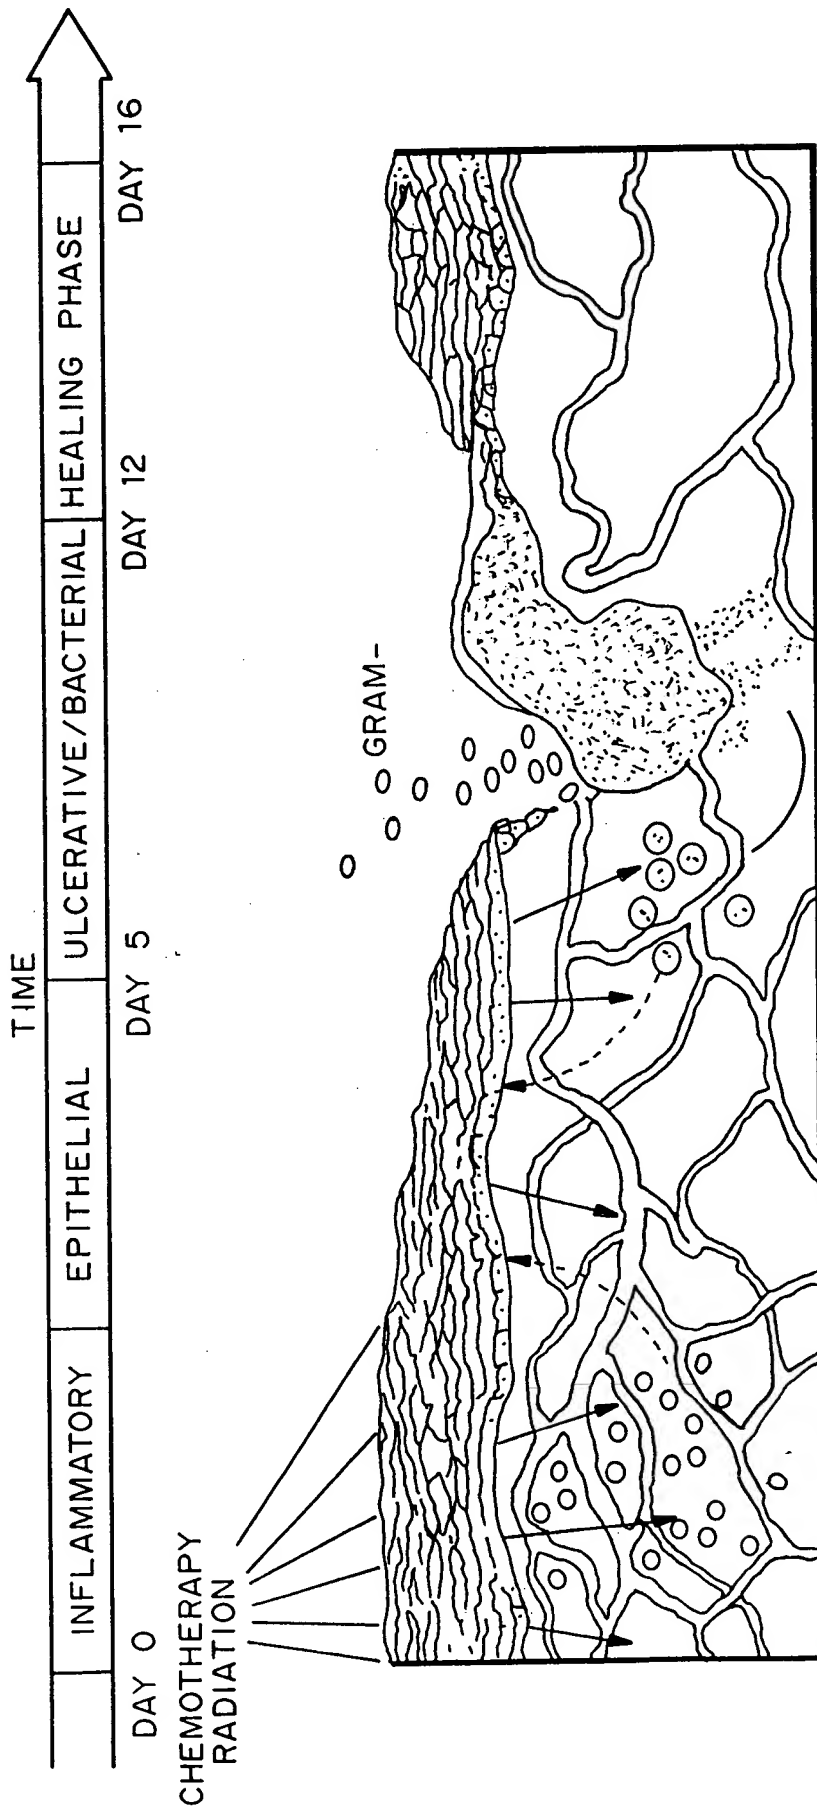 TIME
INFLAMMATORY
EPITHELIAL
ULCERATIVE/BACTERIAL
HEALING PHASE
DAY 0
DAY 5
DAY 12
DAY 16
CHEMOTHERAPY
RADIATION
GRAM-